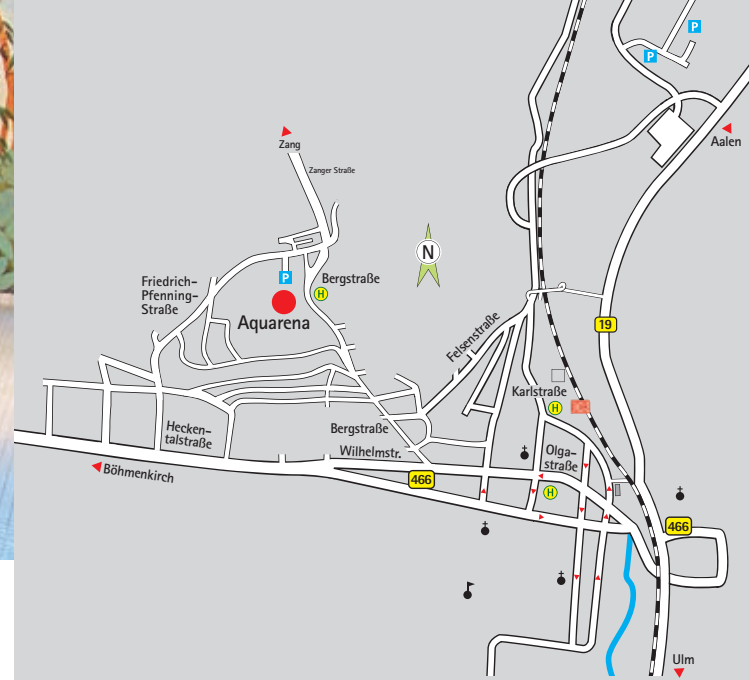 P
P
Aalen
Zang
Zanger Straße
N
Friedrich-
Pfenning-
Straße
P
Bergstraße
H
Aquarena
19
Felsenstraße
Karlstraße
H
Hecken-
talstraße
Bergstraße
Wilhelmstr.
Olga-
straße
Böhmenkirch
466
H
466
Ulm